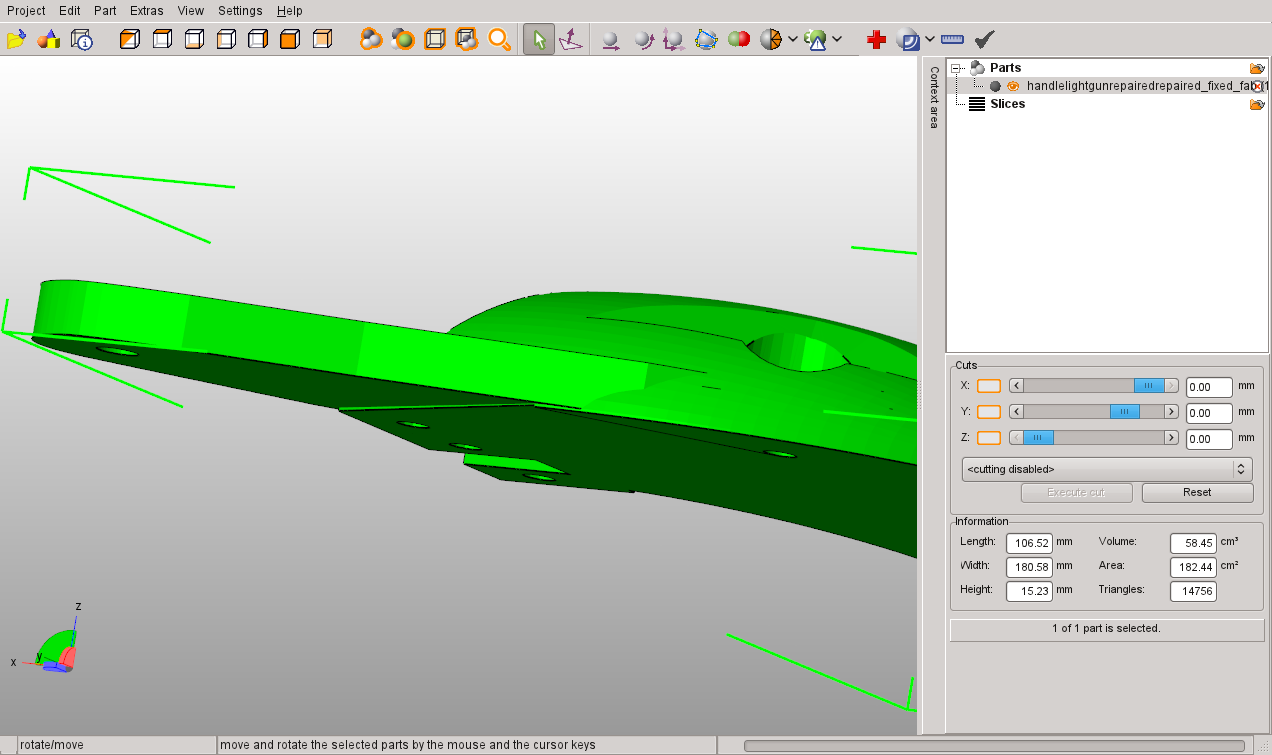 Project Edit Part Extras View Settings Help
Context area
Parts
handlelightgunrepairedrepaired_fixed_fab
Slices
Cuts
X: 0.00 mm
Y: 0.00 mm
Z: 0.00 mm
<cutting disabled>
Execute cut Reset
Information
Length: 106.52 mm Volume: 58.45 cm³
Width: 180.58 mm Area: 182.44 cm²
Height: 15.23 mm Triangles: 14756
1 of 1 part is selected.
z
y
x
rotate/move move and rotate the selected parts by the mouse and the cursor keys